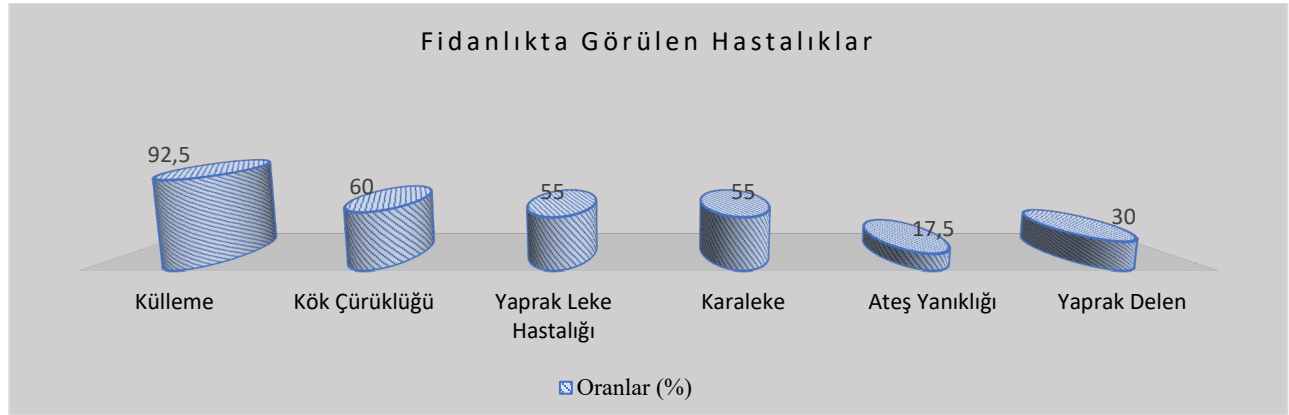 Fidanlıkta Görülen Hastalıklar
92,5
60
55
55
17,5
30
Külleme
Kök Çürüklüğü
Yaprak Leke
Hastalığı
Karaleke
Ateş Yanıklığı
Yaprak Delen
Oranlar (%)